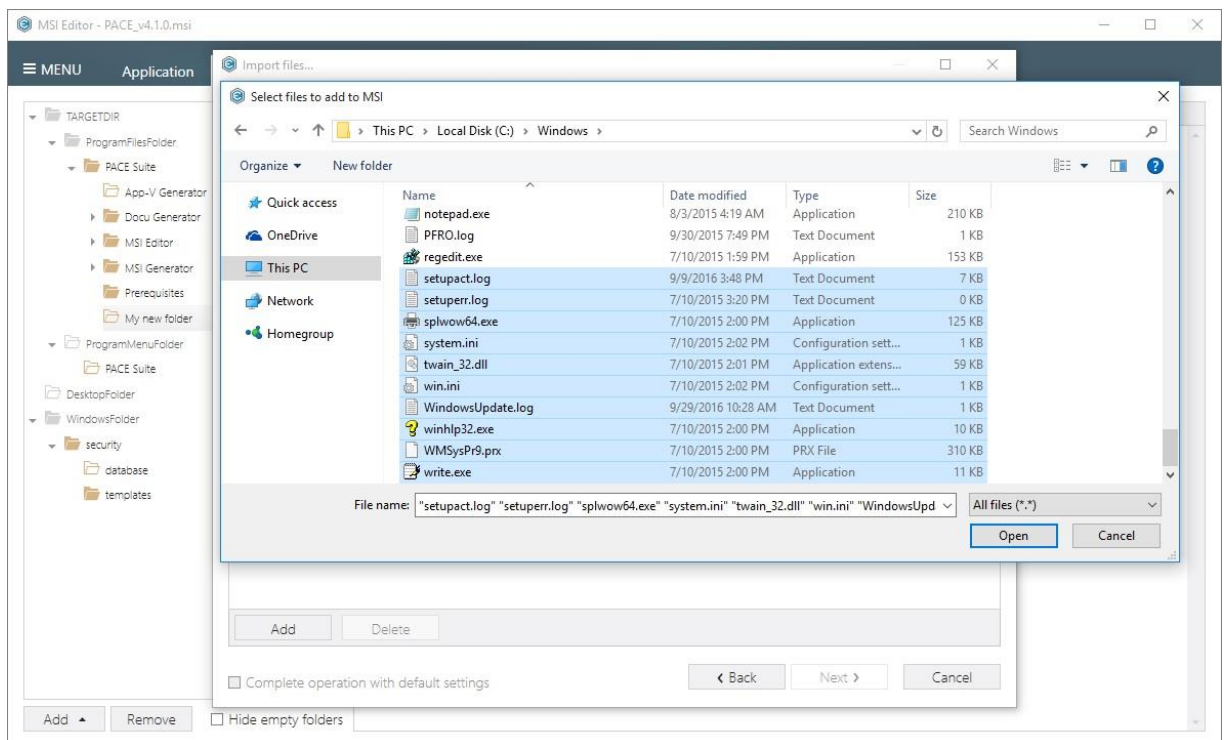 MSI Editor - PACE_v4.1.0.msi
MENU Application
Import files...
Select files to add to MSI
This PC > Local Disk (C:) > Windows >
Search Windows
Organize New folder
Quick access
OneDrive
This PC
Network
Homegroup
Name Date modified Type Size
notepad.exe 8/3/2015 4:19 AM Application 210 KB
PFRO.log 9/30/2015 7:49 PM Text Document 1 KB
regedit.exe 7/10/2015 1:59 PM Application 153 KB
setupact.log 9/9/2016 3:48 PM Text Document 7 KB
setuperr.log 7/10/2015 3:20 PM Text Document 0 KB
splwow64.exe 7/10/2015 2:00 PM Application 125 KB
system.ini 7/10/2015 2:02 PM Configuration sett... 1 KB
twain_32.dll 7/10/2015 2:01 PM Application extens... 59 KB
win.ini 7/10/2015 2:02 PM Configuration sett... 1 KB
WindowsUpdate.log 9/29/2016 10:28 AM Text Document 1 KB
winhlp32.exe 7/10/2015 2:00 PM Application 10 KB
WMSysPr9.prx 7/10/2015 2:00 PM PRX File 310 KB
write.exe 7/10/2015 2:00 PM Application 11 KB
File name: "setupact.log" "setuperr.log" "splwow64.exe" "system.ini" "twain_32.dll" "win.ini" "WindowsUpd
All files (*.*)
Open Cancel
TARGETDIR
ProgramFilesFolder
PACE Suite
App-V Generator
Docu Generator
MSI Editor
MSI Generator
Prerequisites
My new folder
ProgramMenuFolder
PACE Suite
DesktopFolder
WindowsFolder
security
database
templates
Add Delete
Complete operation with default settings
< Back Next > Cancel
Add Remove Hide empty folders